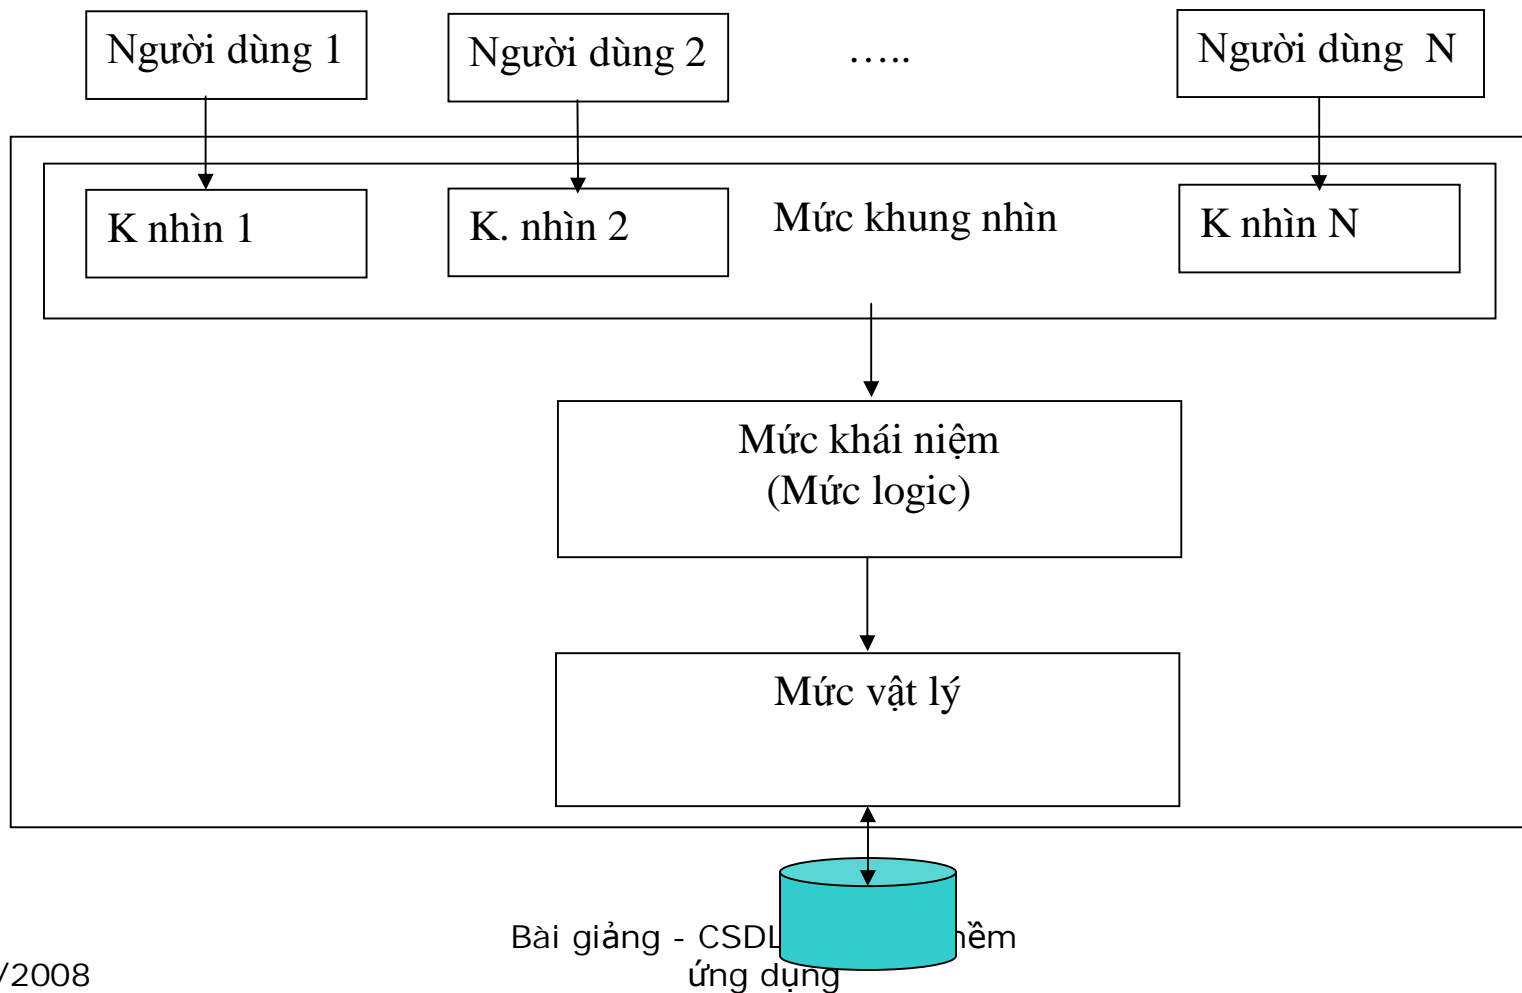 Người dùng 1
Người dùng 2
…..
Người dùng N
K nhìn 1
K. nhìn 2
Mức khung nhìn
K nhìn N
Mức khái niệm
(Mức logic)
Mức vật lý
Bài giảng - CSDL
ứng dụng
/2008